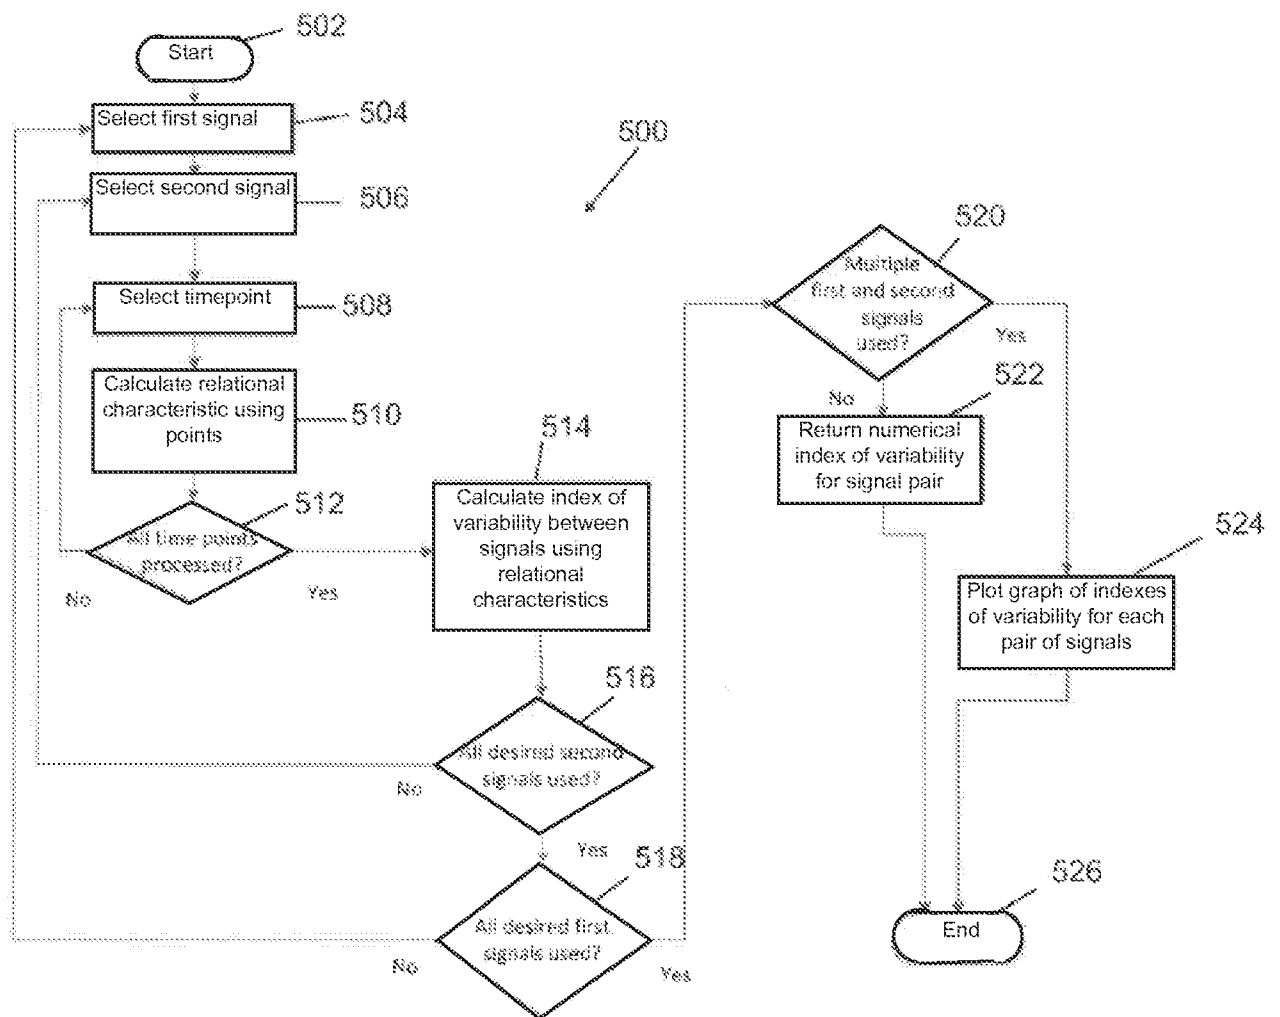 502
Start
Select first signal
504
500
Select second signal
506
Select timepoint
508
Calculate relational
characteristic using
points
510
512
All time points
processed?
No
Yes
514
Calculate index of
variability between
signals using
relational
characteristics
516
All desired second
signals used?
No
Yes
518
All desired first
signals used?
No
Yes
520
Multiple
first and second
signals
used?
Yes
No
522
Return numerical
index of variability
for signal pair
524
Plot graph of indexes
of variability for each
pair of signals
526
End